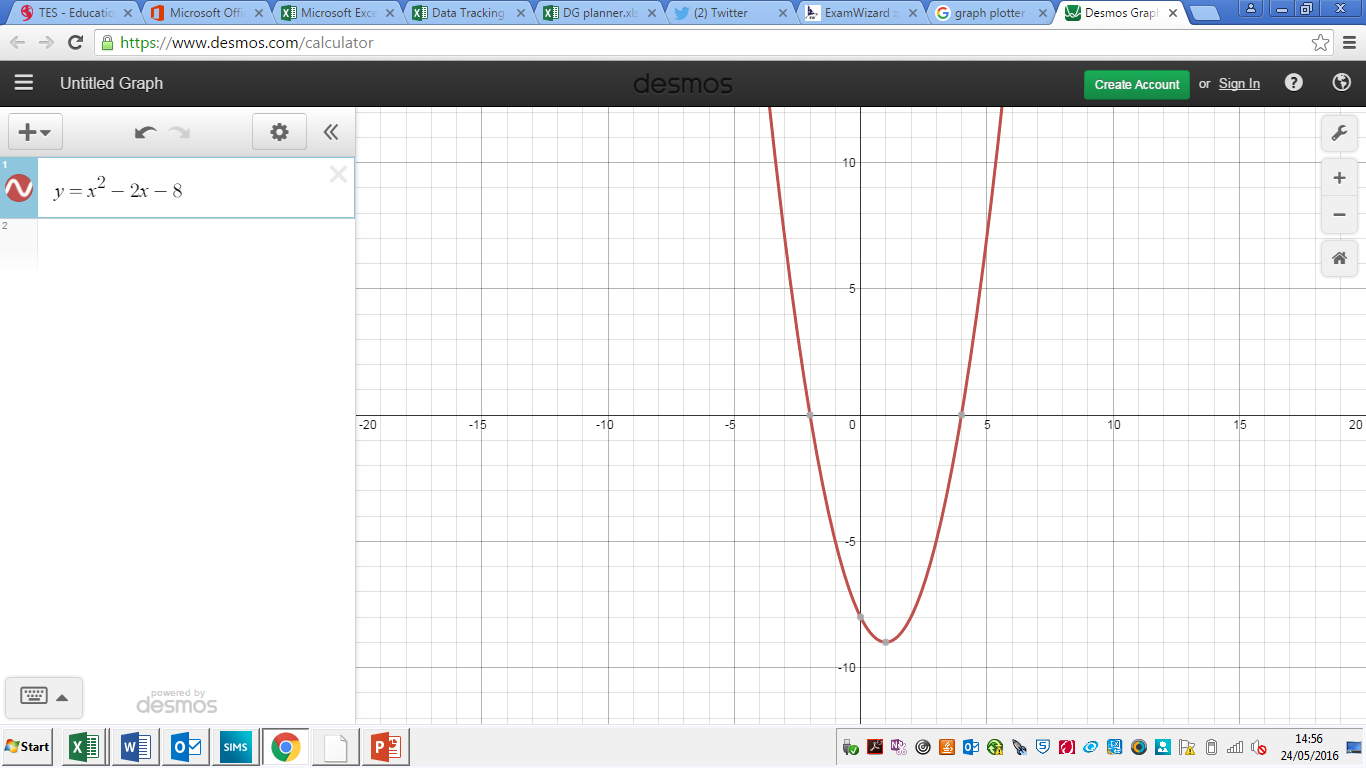 TES - Educatio
Microsoft Offi
Microsoft Exce
Data Tracking
DG planner.xls
(2) Twitter
ExamWizard ::
graph plotter
Desmos Grap
https://www.desmos.com/calculator
Untitled Graph
desmos
Create Account or Sign In ?
1
y = x² − 2x − 8
2
10
5
-20 -15 -10 -5 0 5 10 15 20
-5
-10
powered by
desmos
Start
SIMS
14:56
24/05/2016